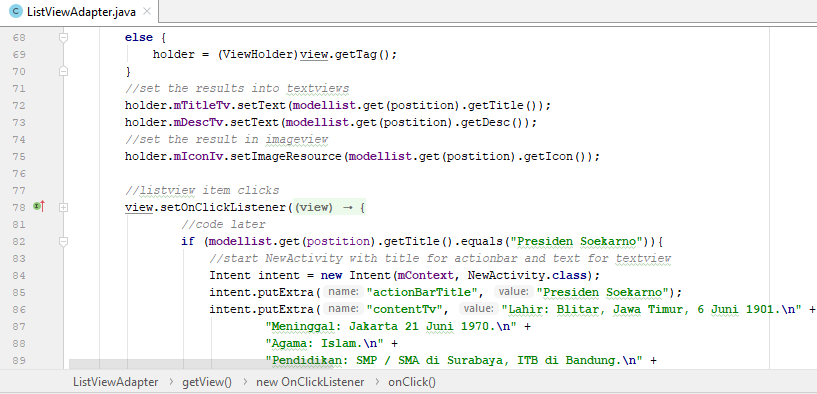 ListViewAdapter.java
68 else {
69 holder = (ViewHolder)view.getTag();
70 }
71 //set the results into textviews
72 holder.mTitleTv.setText(modellist.get(postition).getTitle());
73 holder.mDescTv.setText(modellist.get(postition).getDesc());
74 //set the result in imageview
75 holder.mIconIv.setImageResource(modellist.get(postition).getIcon());
76
77 //listview item clicks
78 view.setOnClickListener((view) → {
81 //code later
82 if (modellist.get(postition).getTitle().equals("Presiden Soekarno")){
83 //start NewActivity with title for actionbar and text for textview
84 Intent intent = new Intent(mContext, NewActivity.class);
85 intent.putExtra( name: "actionBarTitle", value: "Presiden Soekarno");
86 intent.putExtra( name: "contentTv", value: "Lahir: Blitar, Jawa Timur, 6 Juni 1901.\n" +
87 "Meninggal: Jakarta 21 Juni 1970.\n" +
88 "Agama: Islam.\n" +
89 "Pendidikan: SMP / SMA di Surabaya, ITB di Bandung.\n" +
ListViewAdapter > getView() > new OnClickListener > onClick()